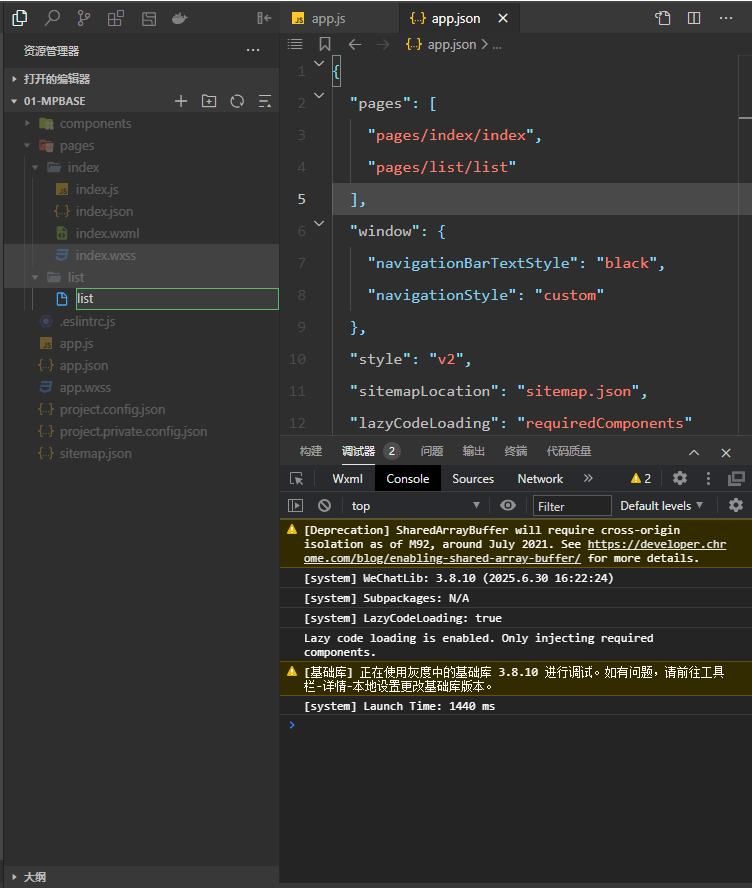 资源管理器
打开的编辑器
01-MPBASE
components
pages
index
index.js
index.json
index.wxml
index.wxss
list
list
.eslintrc.js
app.js
app.json
app.wxss
project.config.json
project.private.config.json
sitemap.json
大纲
JS app.js
{..} app.json
{..} app.json > ...
1 {
2 "pages": [
3 "pages/index/index",
4 "pages/list/list"
5 ],
6 "window": {
7 "navigationBarTextStyle": "black",
8 "navigationStyle": "custom"
9 },
10 "style": "v2",
11 "sitemapLocation": "sitemap.json",
12 "lazyCodeLoading": "requiredComponents"
构建 调试器 2 问题 输出 终端 代码质量
Wxml Console Sources Network 2
top Filter Default levels
[Deprecation] SharedArrayBuffer will require cross-origin
isolation as of M92, around July 2021. See https://developer.chr
ome.com/blog/enabling-shared-array-buffer/ for more details.
[system] WeChatLib: 3.8.10 (2025.6.30 16:22:24)
[system] Subpackages: N/A
[system] LazyCodeLoading: true
Lazy code loading is enabled. Only injecting required
components.
[基础库] 正在使用灰度中的基础库 3.8.10 进行调试。如有问题，请前往工具
栏-详情-本地设置更改基础库版本。
[system] Launch Time: 1440 ms